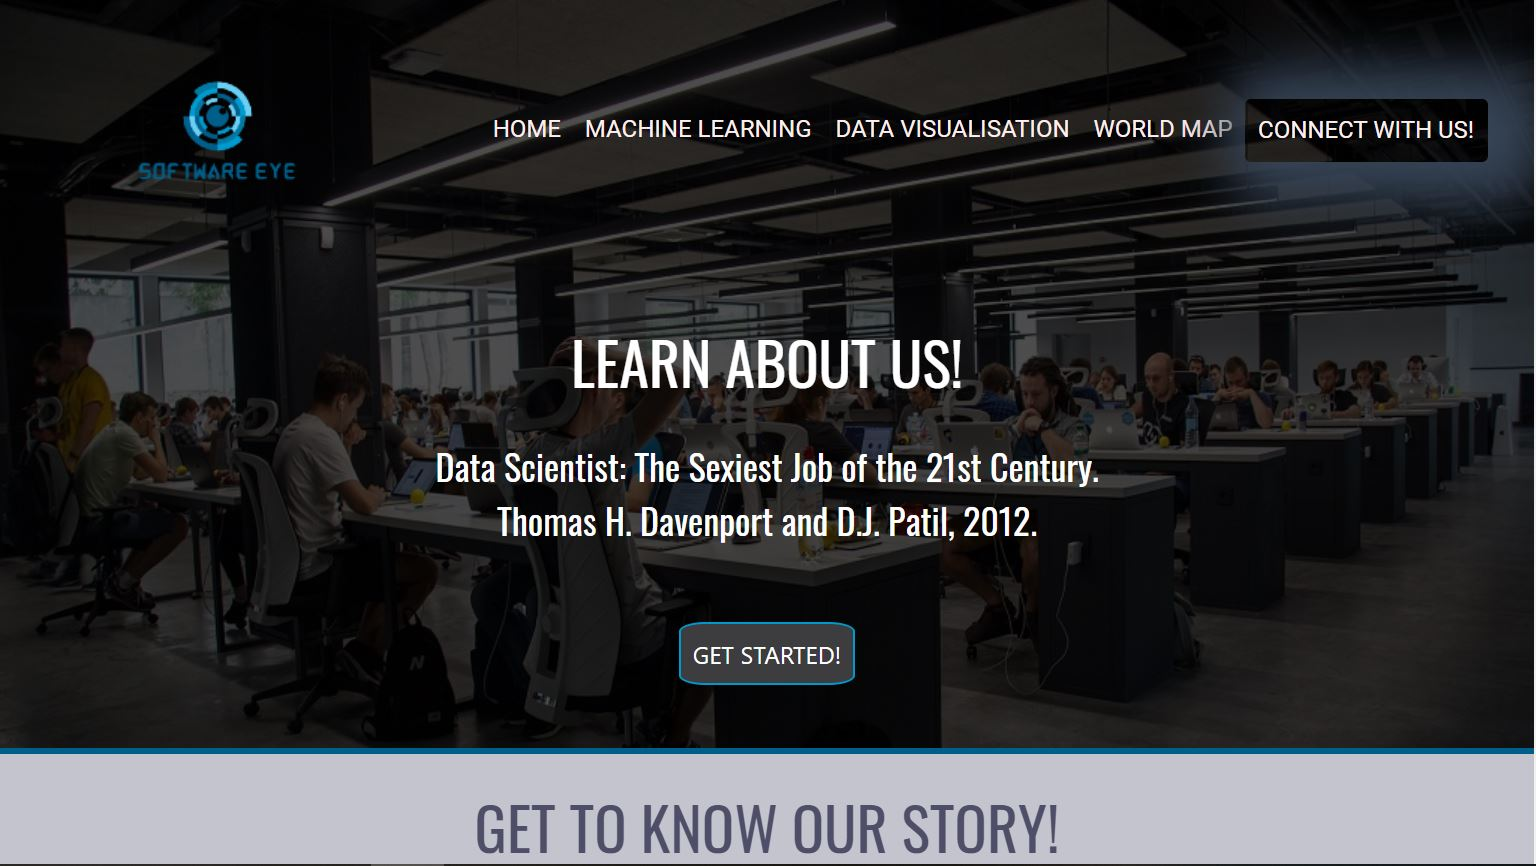 SOFTWARE EYE
HOME MACHINE LEARNING DATA VISUALISATION WORLD MAP CONNECT WITH US!
LEARN ABOUT US!
Data Scientist: The Sexiest Job of the 21st Century.
Thomas H. Davenport and D.J. Patil, 2012.
GET STARTED!
GET TO KNOW OUR STORY!